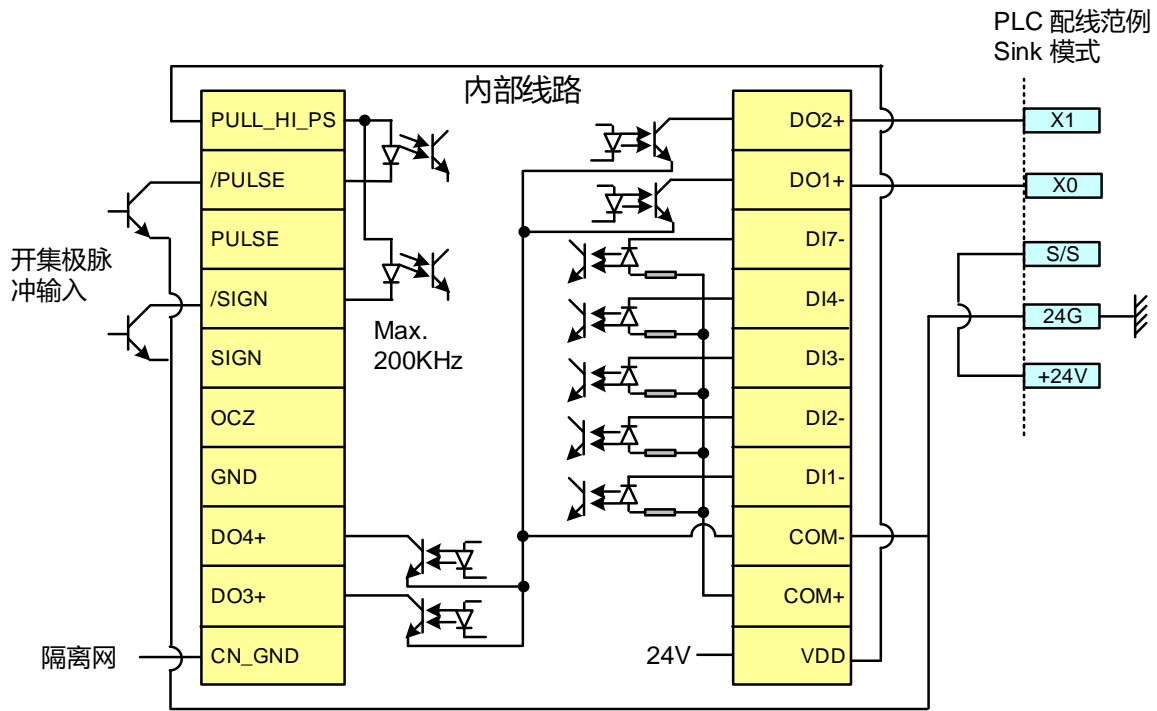 PLC 配线范例
Sink 模式
内部线路
PULL_HI_PS
/PULSE
PULSE
/SIGN
SIGN
OCZ
GND
DO4+
DO3+
CN_GND
开集极脉
冲输入
隔离网
Max.
200KHz
DO2+
DO1+
DI7-
DI4-
DI3-
DI2-
DI1-
COM-
COM+
VDD
24V
X1
X0
S/S
24G
+24V